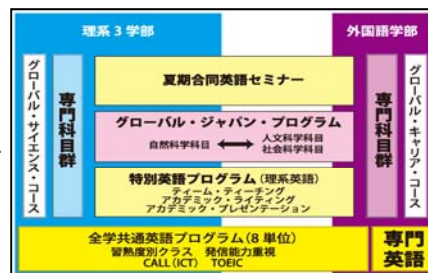 理系3学部
外国語学部
グローバル・サイエンス・コース
専門科目群
夏期合同英語セミナー
グローバル・ジャパン・プログラム
自然科学科目
人文科学科目
社会科学科目
特別英語プログラム(理系英語)
ティーム・ティーチング
アカデミック・ライティング
アカデミック・プレゼンテーション
専門科目群
グローバル・キャリア・コース
全学共通英語プログラム(8単位)
習熟度別クラス 発信能力重視
CALL(ICT) TOEIC
専門
英語